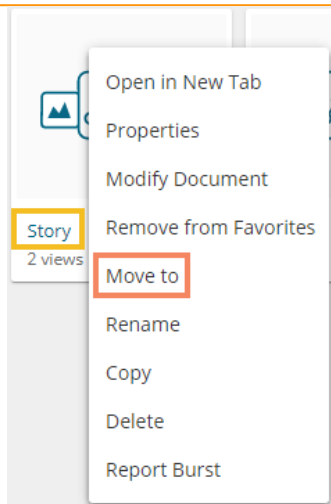 Open in New Tab
Properties
Modify Document
Remove from Favorites
Story
2 views
Move to
Rename
Copy
Delete
Report Burst